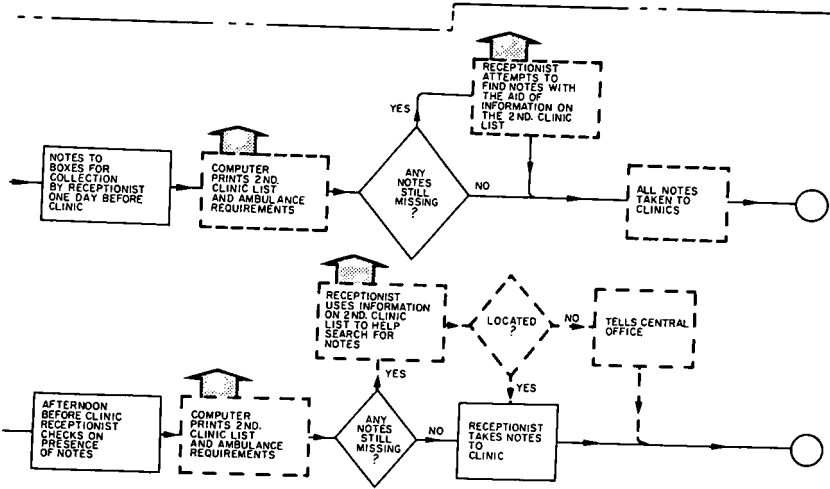 RECEPTIONIST
ATTEMPTS TO
FIND NOTES WITH
THE AID OF
INFORMATION ON
THE 2ND. CLINIC
LIST
YES
NOTES TO
BOXES FOR
COLLECTION
BY RECEPTIONIST
ONE DAY BEFORE
CLINIC
COMPUTER
PRINTS 2ND.
CLINIC LIST
AND AMBULANCE
REQUIREMENTS
ANY
NOTES
STILL
MISSING
?
NO
ALL NOTES
TAKEN TO
CLINICS
RECEPTIONIST
USES INFORMATION
ON 2ND. CLINIC
LIST TO HELP
SEARCH FOR
NOTES
LOCATED
?
NO
TELLS CENTRAL
OFFICE
YES
YES
AFTERNOON
BEFORE CLINIC
RECEPTIONIST
CHECKS ON
PRESENCE
OF NOTES
COMPUTER
PRINTS 2ND.
CLINIC LIST
AND AMBULANCE
REQUIREMENTS
ANY
NOTES
STILL
MISSING
?
NO
RECEPTIONIST
TAKES NOTES
TO
CLINIC